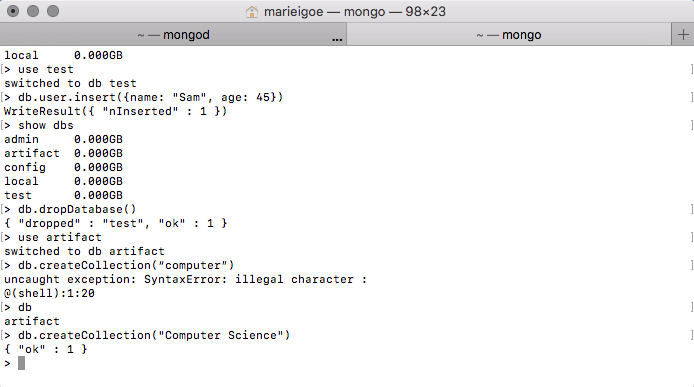 marieigoe — mongo — 98×23
~ — mongod ... ~ — mongo +
local     0.000GB
[> use test ]
switched to db test
[> db.user.insert({name: "Sam", age: 45}) ]
WriteResult({ "nInserted" : 1 })
[> show dbs ]
admin     0.000GB
artifact  0.000GB
config    0.000GB
local     0.000GB
test      0.000GB
[> db.dropDatabase() ]
{ "dropped" : "test", "ok" : 1 }
[> use artifact ]
switched to db artifact
[> db.createCollection(“computer”) ]
uncaught exception: SyntaxError: illegal character :
@(shell):1:20
[> db ]
artifact
[> db.createCollection("Computer Science") ]
{ "ok" : 1 }
>